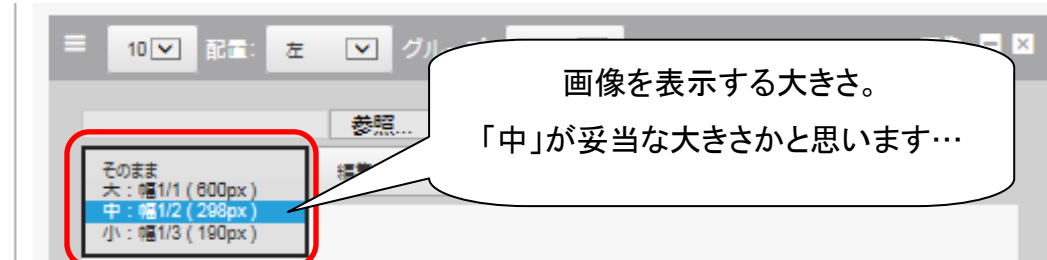 10 配置: 左
画像を表示する大きさ。
「中」が妥当な大きさかと思います…
参照...
そのまま
大：幅1/1 ( 600px )
中：幅1/2 ( 298px )
小：幅1/3 ( 190px )